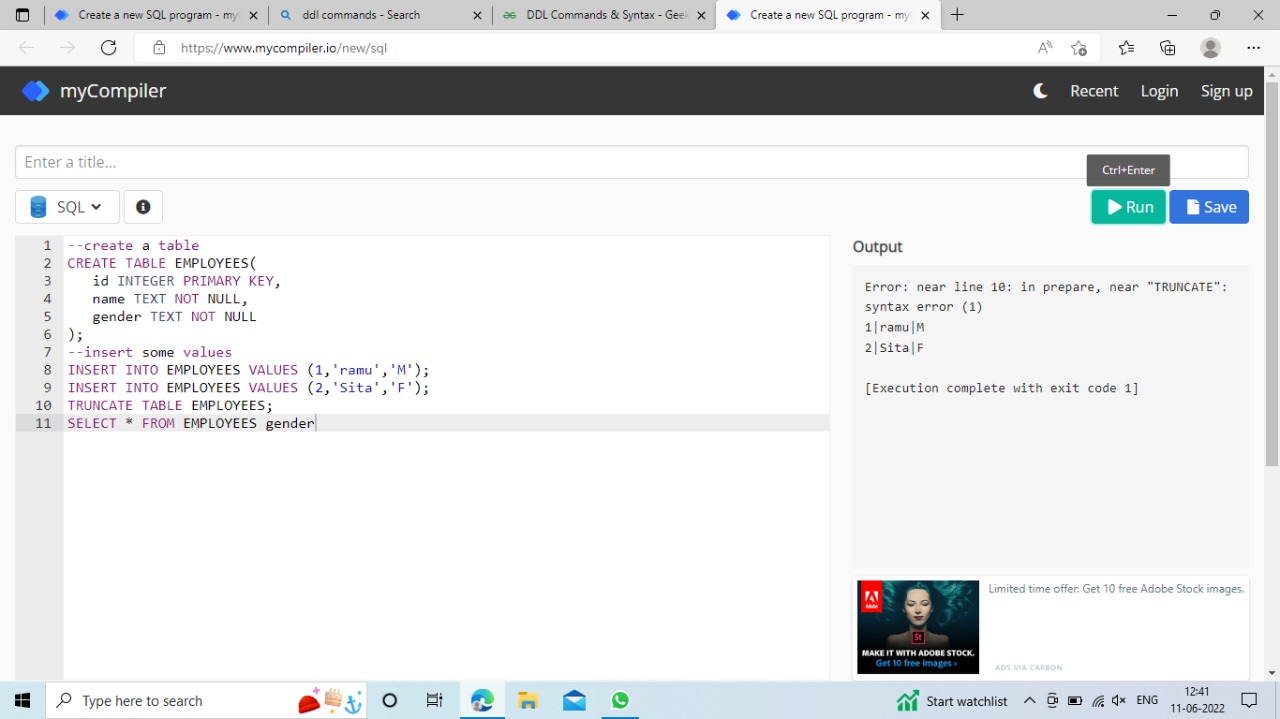 Create a new SQL program - my
ddl commands - Search
DDL Commands & Syntax - Geek
Create a new SQL program - my
https://www.mycompiler.io/new/sql
myCompiler
Recent
Login
Sign up
Enter a title...
Ctrl+Enter
SQL
Run
Save
1 --create a table
2 CREATE TABLE EMPLOYEES(
3 id INTEGER PRIMARY KEY,
4 name TEXT NOT NULL,
5 gender TEXT NOT NULL
6 );
7 --insert some values
8 INSERT INTO EMPLOYEES VALUES (1,'ramu','M');
9 INSERT INTO EMPLOYEES VALUES (2,'Sita','F');
10 TRUNCATE TABLE EMPLOYEES;
11 SELECT * FROM EMPLOYEES gender
Output
Error: near line 10: in prepare, near "TRUNCATE":
syntax error (1)
1|ramu|M
2|Sita|F
[Execution complete with exit code 1]
Adobe
St
MAKE IT WITH ADOBE STOCK.
Get 10 free images ›
Limited time offer: Get 10 free Adobe Stock images.
ADS VIA CARBON
Type here to search
Start watchlist
ENG
12:41
11-06-2022